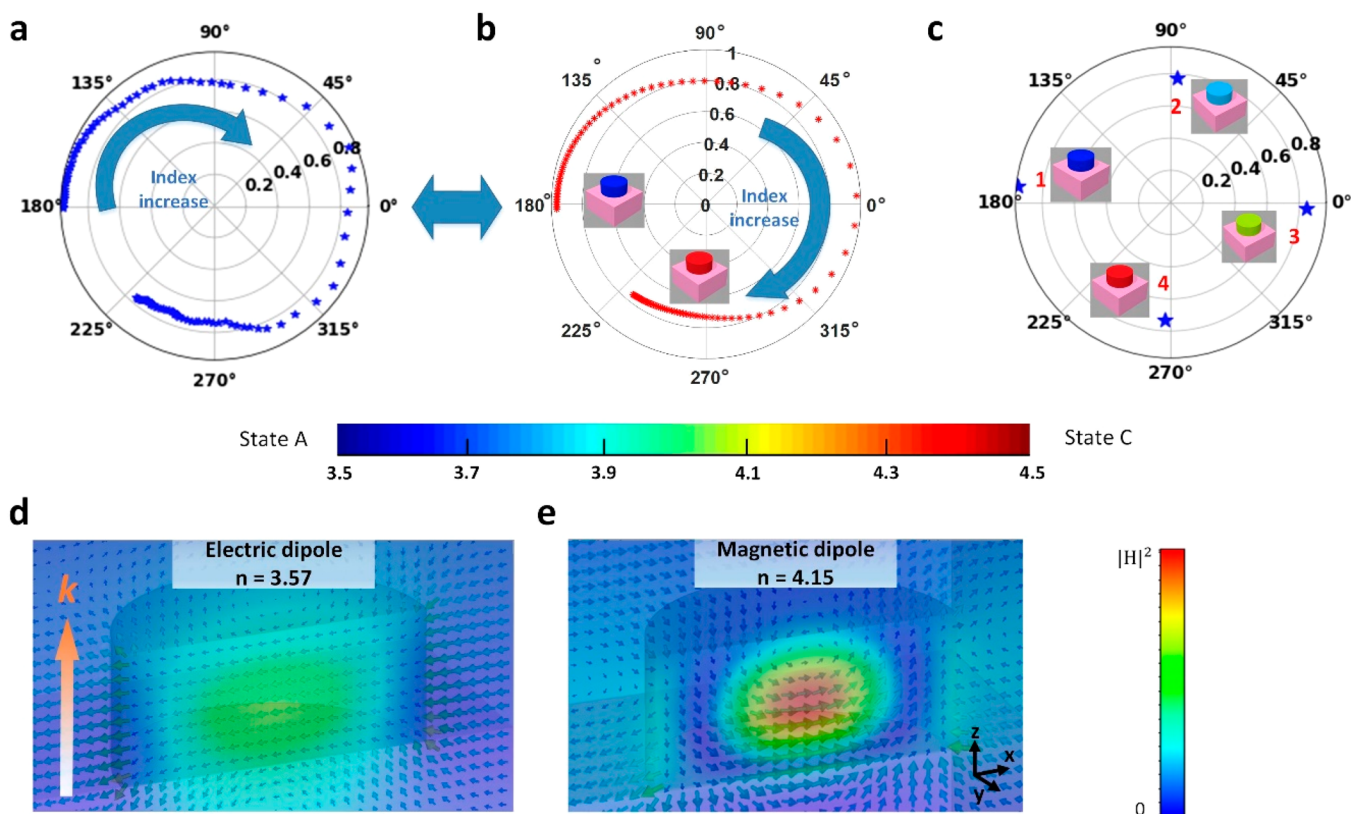 a
90°
135°
45°
Index
increase
0.2
0.4
0.6
0.8
180°
0°
225°
315°
270°
b
90°
1
135°
45°
0.8
0.6
0.4
0.2
0
Index
increase
180°
0°
225°
315°
270°
c
90°
135°
45°
2
0.8
0.6
0.4
0.2
1
180°
0°
3
4
225°
315°
270°
State A
State C
3.5
3.7
3.9
4.1
4.3
4.5
d
Electric dipole
n = 3.57
k
e
Magnetic dipole
n = 4.15
z
x
y
|H|²
0